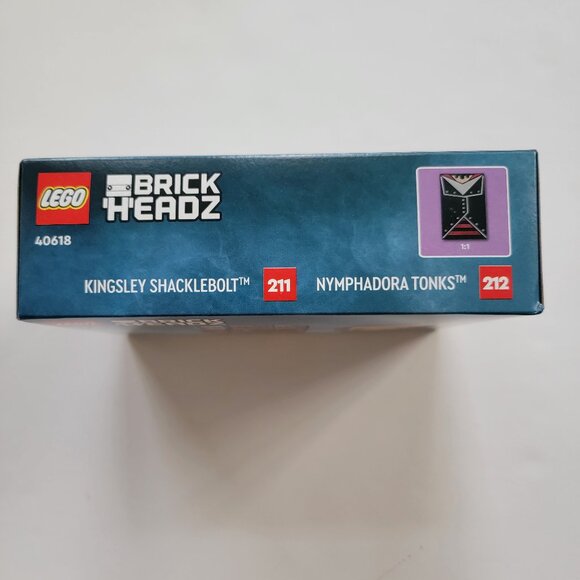 LEGO
BRICK
HEADZ
40618
1:1
KINGSLEY SHACKLEBOLT™ 211 NYMPHADORA TONKS™ 212